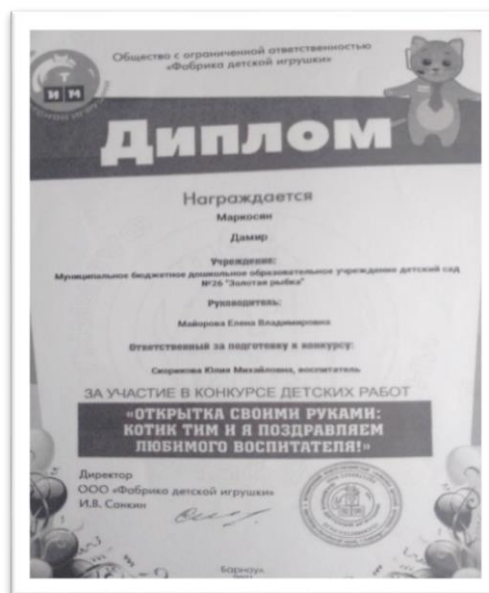 Общество с ограниченной ответственностью
«Фабрика детской игрушки»
Т
И М
Диплом
Награждается
Маркосян
Дамир
Учреждение:
Муниципальное бюджетное дошкольное образовательное учреждение детский сад
№26 "Золотая рыбка"
Руководитель:
Майорова Елена Владимировна
Ответственный за подготовку к конкурсу:
Юлия Михайловна, воспитатель
ЗА УЧАСТИЕ В КОНКУРСЕ ДЕТСКИХ РАБОТ
«ОТКРЫТКА СВОИМИ РУКАМИ:
КОТИК ТИМ И Я ПОЗДРАВЛЯЕМ
ЛЮБИМОГО ВОСПИТАТЕЛЯ!»
Директор
ООО «Фабрика детской игрушки»
И.В. Санкин
Барнаул